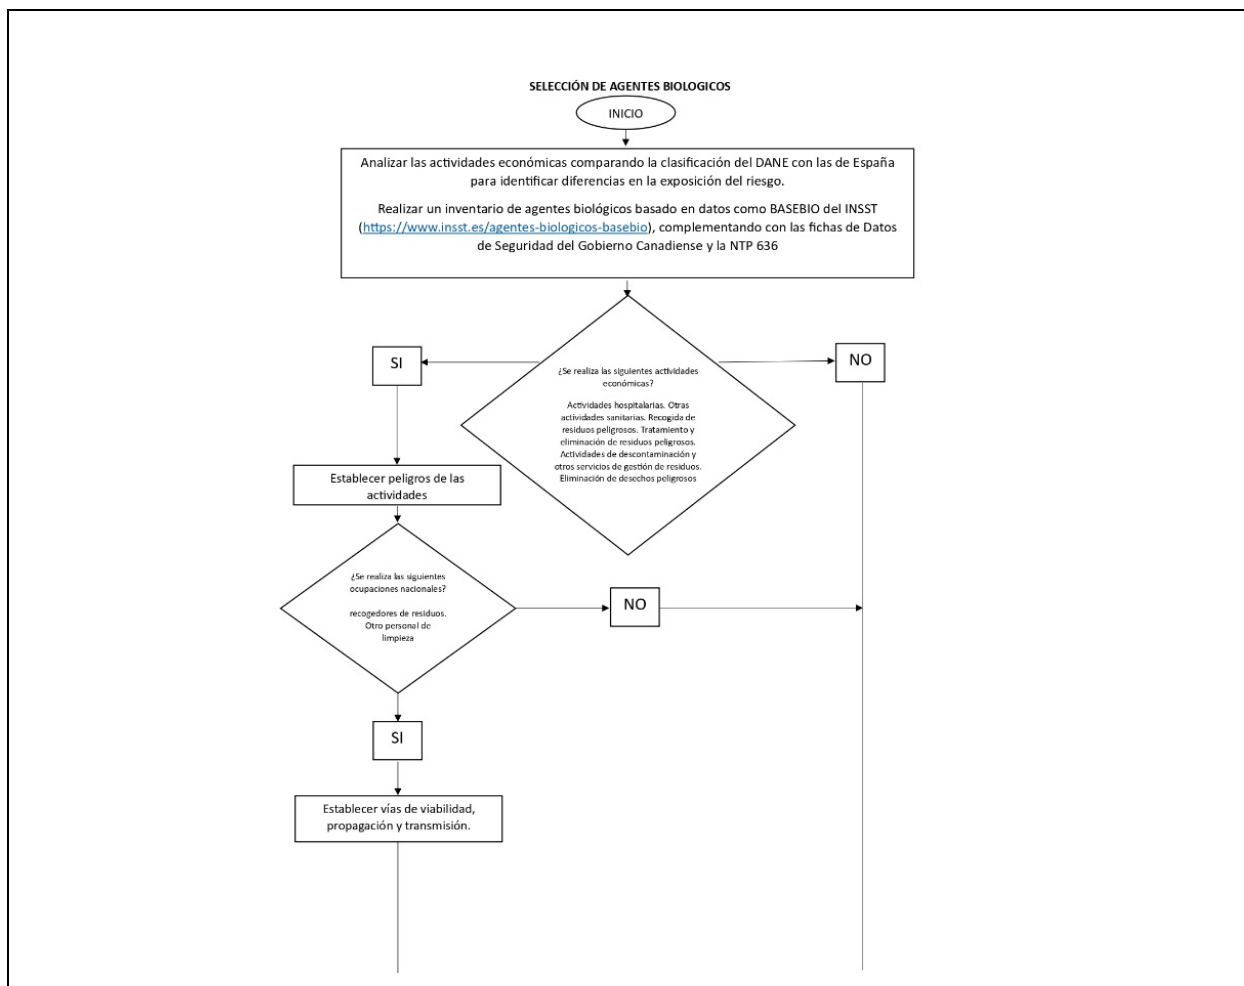 SELECCIÓN DE AGENTES BIOLOGICOS
INICIO
Analizar las actividades económicas comparando la clasificación del DANE con las de España
para identificar diferencias en la exposición del riesgo.
Realizar un inventario de agentes biológicos basado en datos como BASEBIO del INSST
(https://www.insst.es/agentes-biologicos-basebio), complementando con las fichas de Datos
de Seguridad del Gobierno Canadiense y la NTP 636
SI
NO
¿Se realiza las siguientes actividades
económicas?
Actividades hospitalarias. Otras
actividades sanitarias. Recogida de
residuos peligrosos. Tratamiento y
eliminación de residuos peligrosos.
Actividades de descontaminación y
otros servicios de gestión de residuos.
Eliminación de desechos peligrosos
Establecer peligros de las
actividades
¿Se realiza las siguientes
ocupaciones nacionales?
recogedores de residuos.
Otro personal de
limpieza
NO
SI
Establecer vías de viabilidad,
propagación y transmisión.